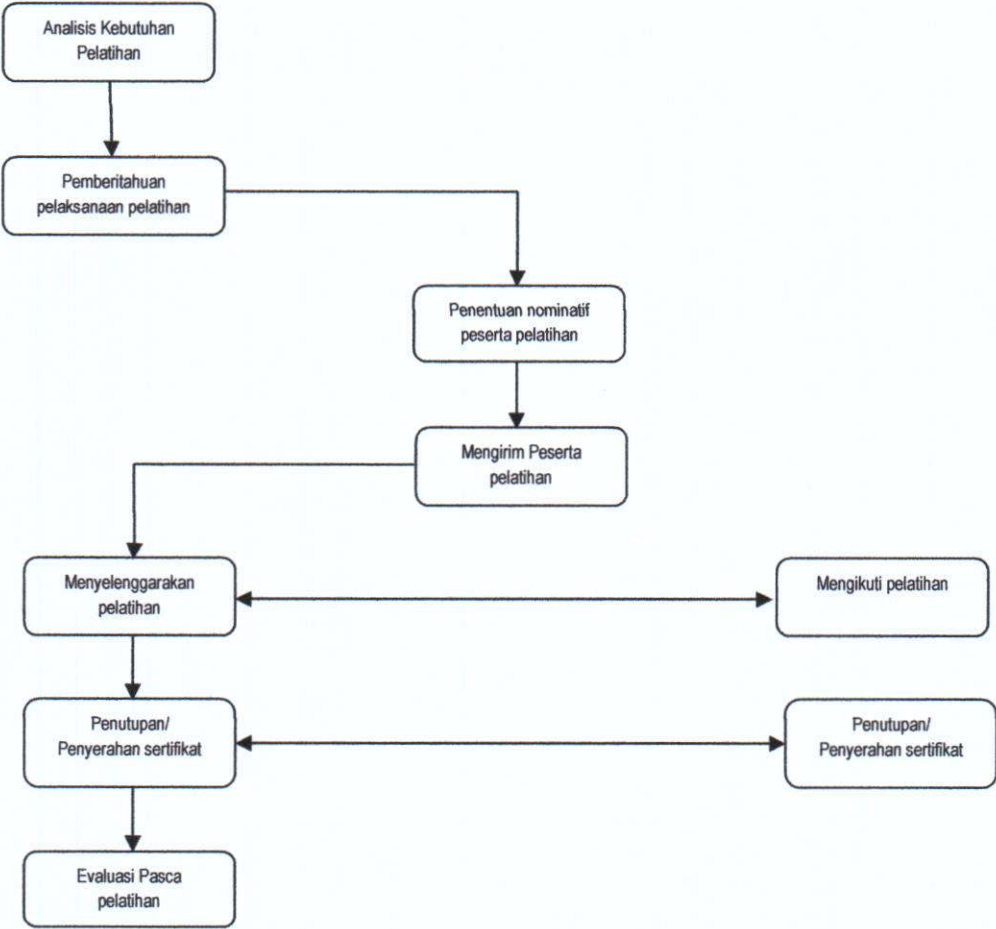 Analisis Kebutuhan
Pelatihan
Pemberitahuan
pelaksanaan pelatihan
Penentuan nominatif
peserta pelatihan
Mengirim Peserta
pelatihan
Menyelenggarakan
pelatihan
Mengikuti pelatihan
Penutupan/
Penyerahan sertifikat
Penutupan/
Penyerahan sertifikat
Evaluasi Pasca
pelatihan